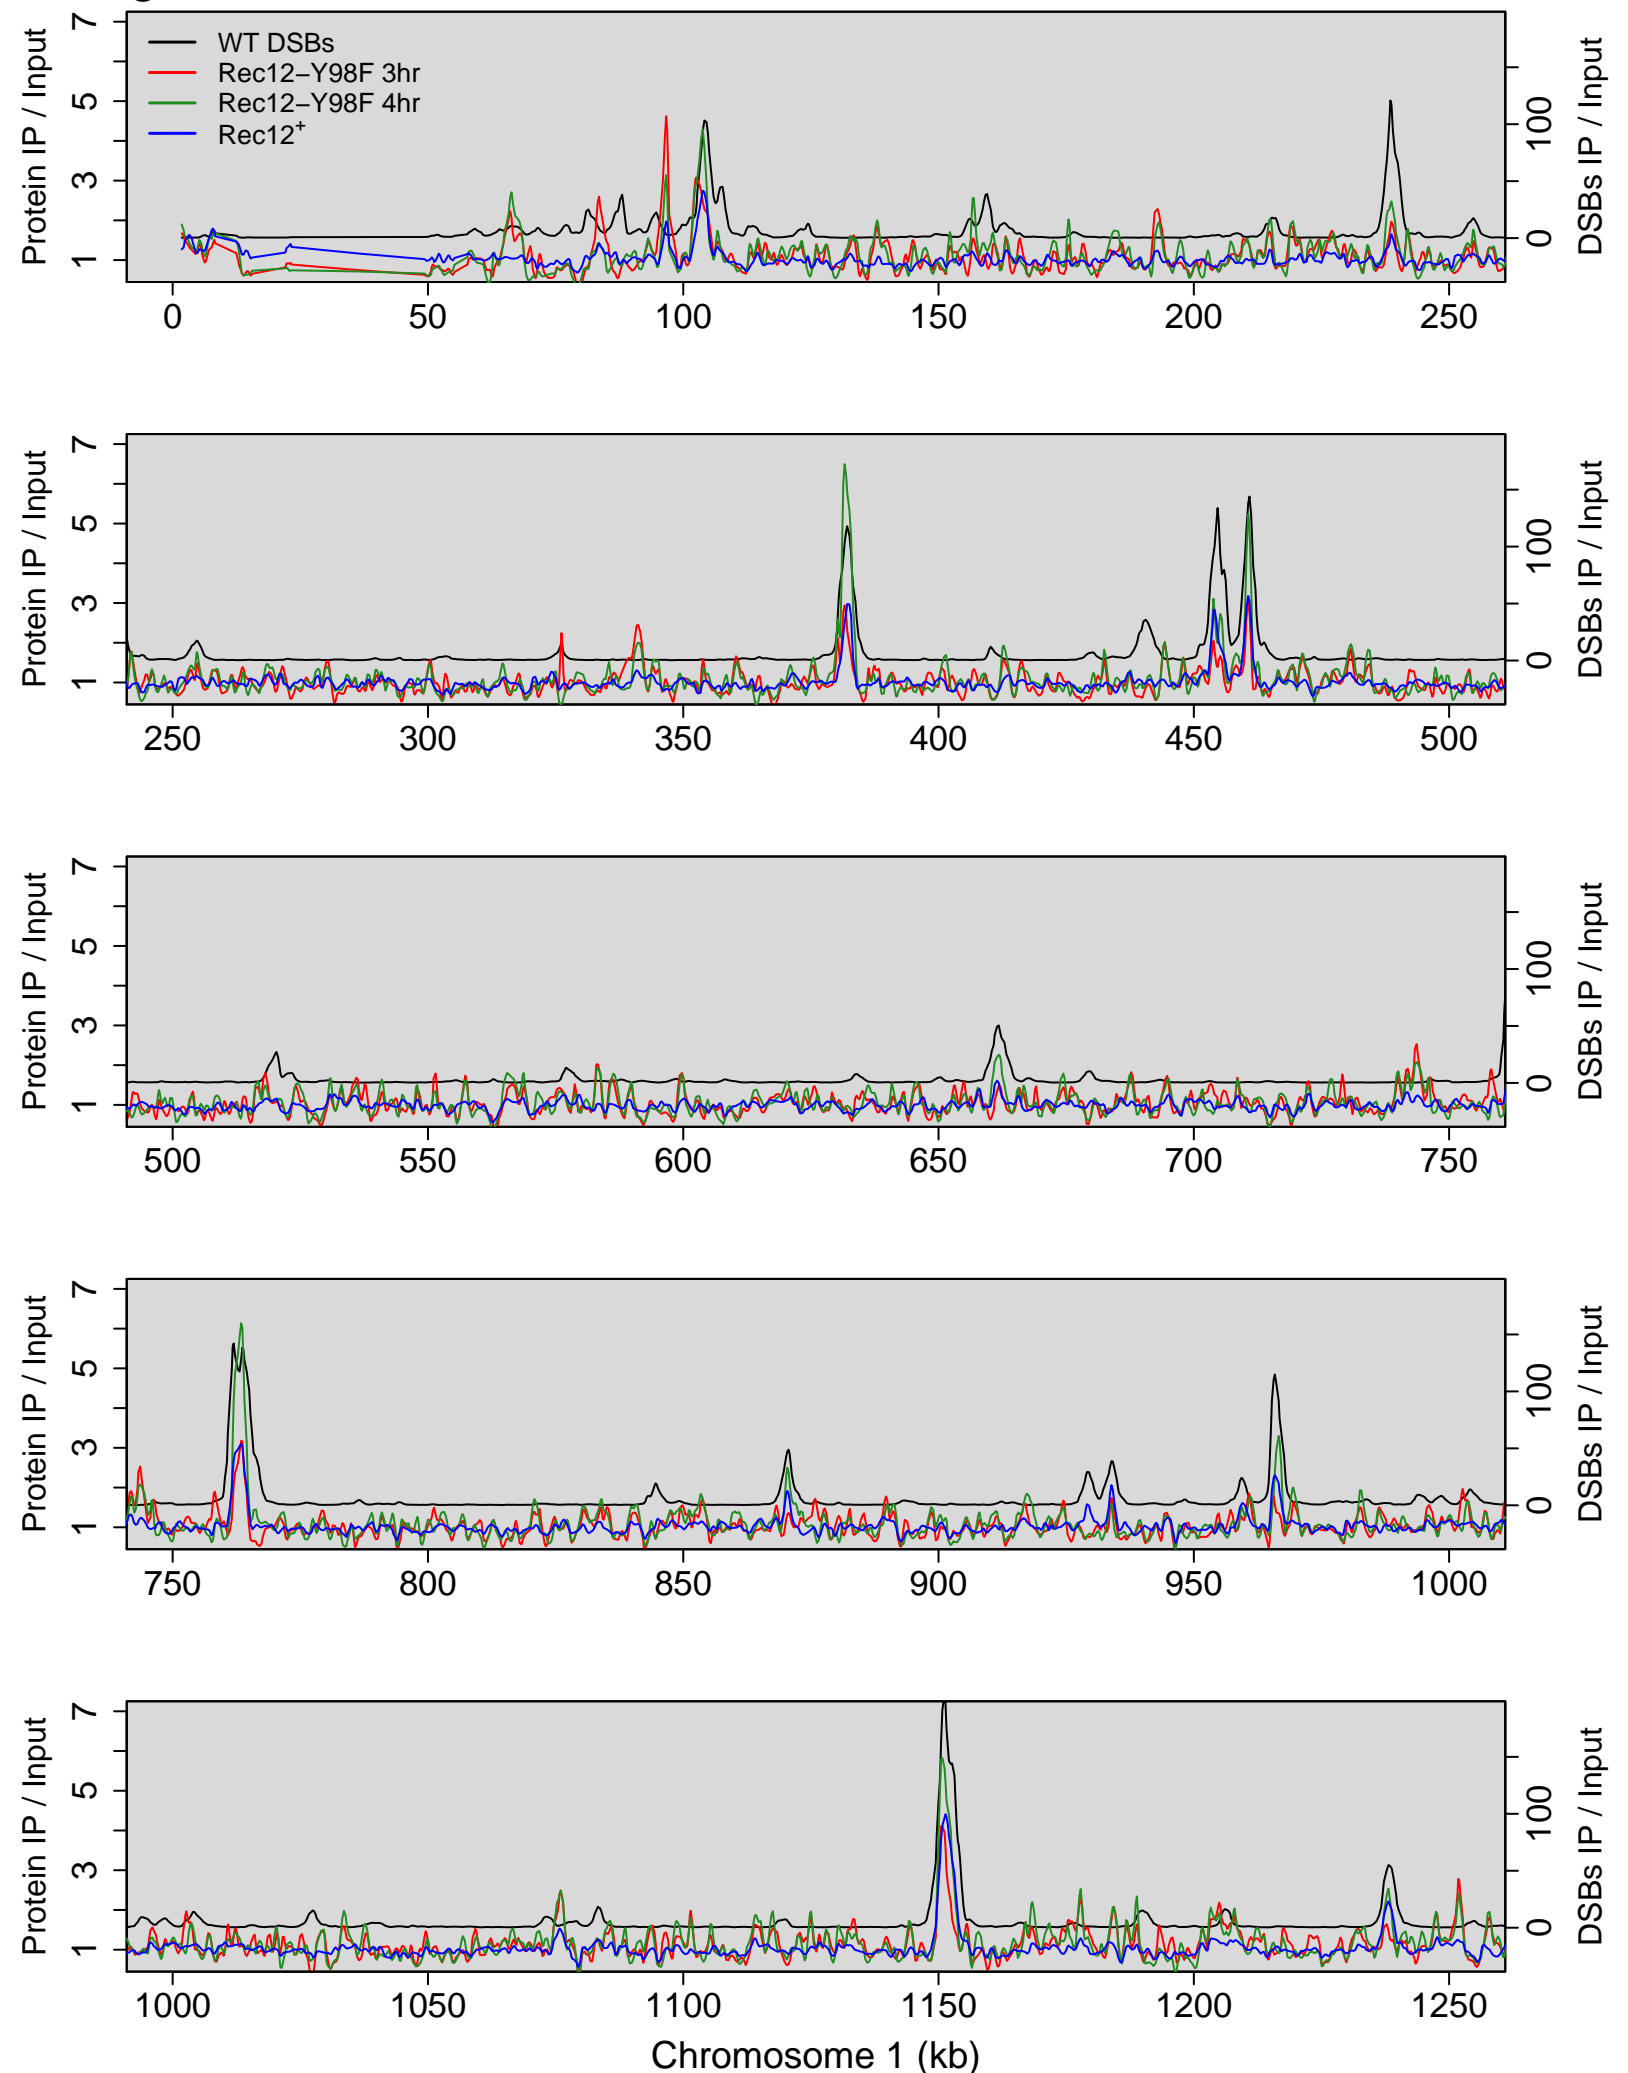 WT DSBs
Rec12−Y98F 3hr
Rec12−Y98F 4hr
Rec12+
Protein IP / Input
1 3 5 7
DSBs IP / Input
0 100
0 50 100 150 200 250
Protein IP / Input
1 3 5 7
DSBs IP / Input
0 100
250 300 350 400 450 500
Protein IP / Input
1 3 5 7
DSBs IP / Input
0 100
500 550 600 650 700 750
Protein IP / Input
1 3 5 7
DSBs IP / Input
0 100
750 800 850 900 950 1000
Protein IP / Input
1 3 5 7
DSBs IP / Input
0 100
1000 1050 1100 1150 1200 1250
Chromosome 1 (kb)